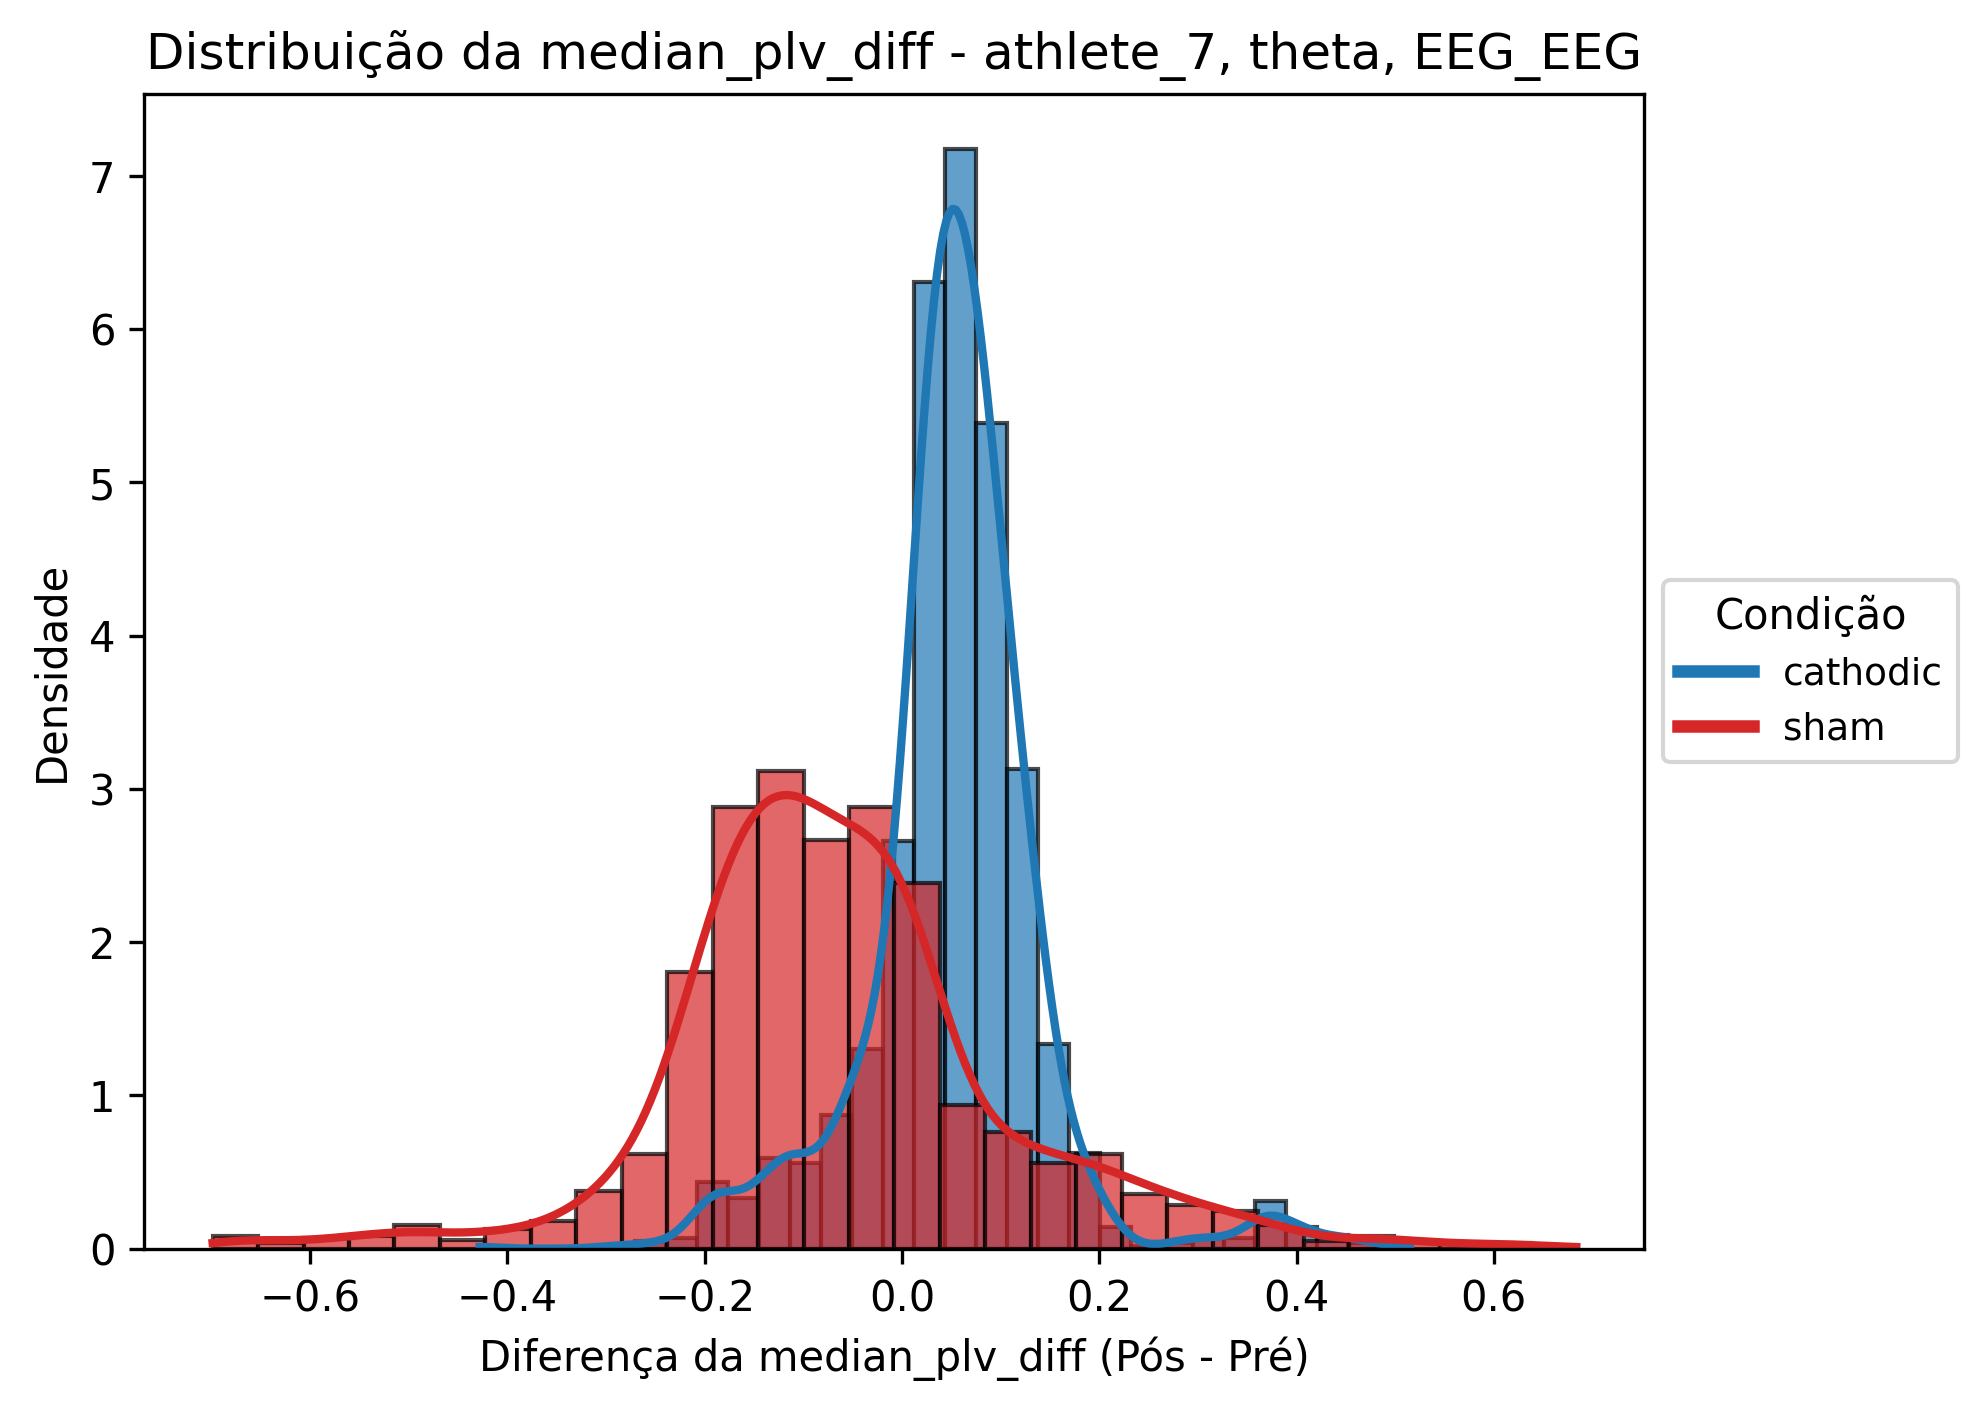 Distribuição da median_plv_diff - athlete_7, theta, EEG_EEG
Densidade
7
6
5
4
3
2
1
0
−0.6 −0.4 −0.2 0.0 0.2 0.4 0.6
Diferença da median_plv_diff (Pós - Pré)
Condição
cathodic
sham